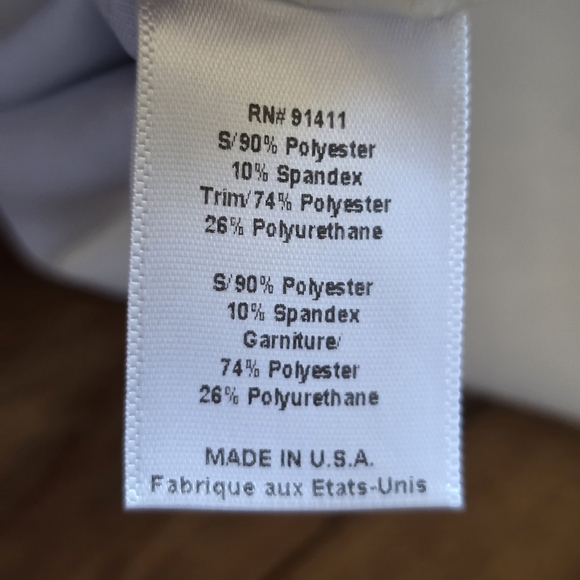 RN# 91411
S/90% Polyester
10% Spandex
Trim/74% Polyester
26% Polyurethane
S/90% Polyester
10% Spandex
Garniture/
74% Polyester
26% Polyurethane
MADE IN U.S.A.
Fabrique aux Etats-Unis